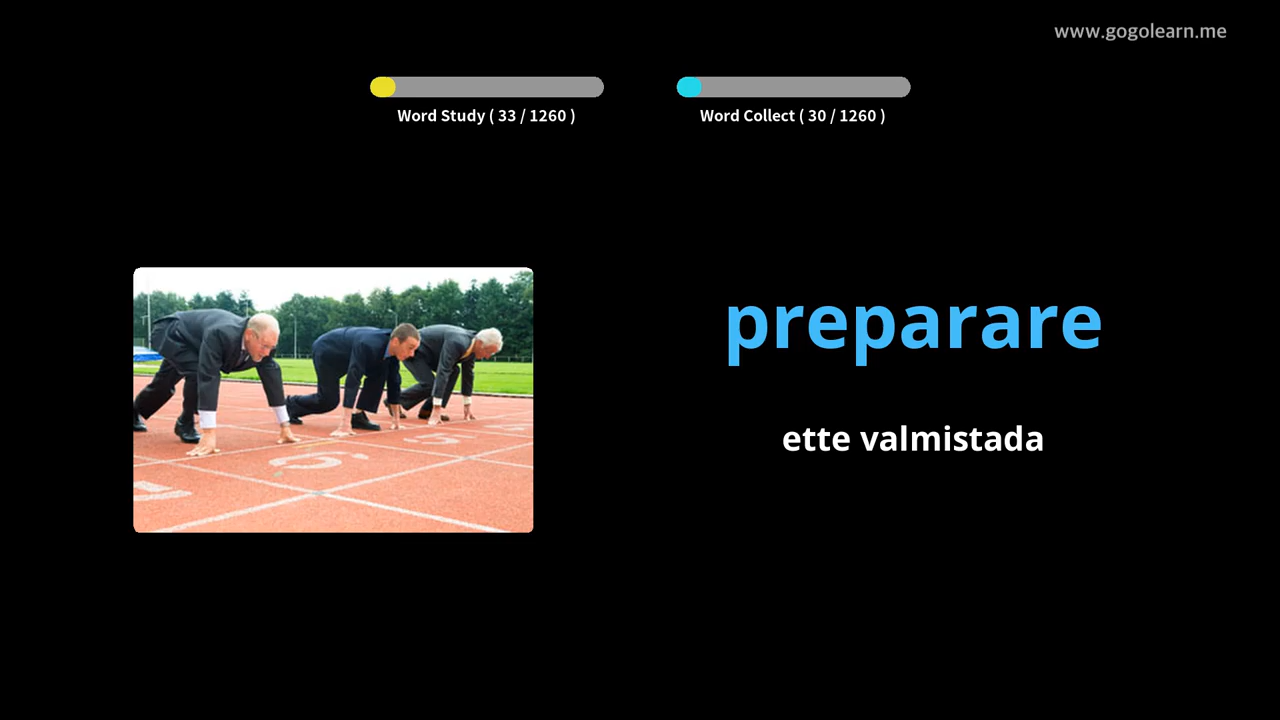 www.gogolearn.me
Word Study ( 33 / 1260 )
Word Collect ( 30 / 1260 )
preparare
ette valmistada